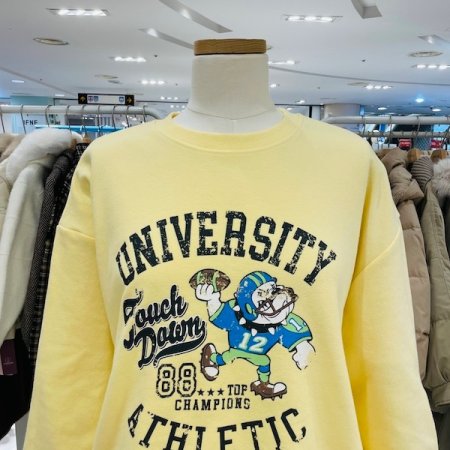 UNIVERSITY
Touch
Down
12
88 ★★★ TOP
CHAMPIONS
ATHLETIC